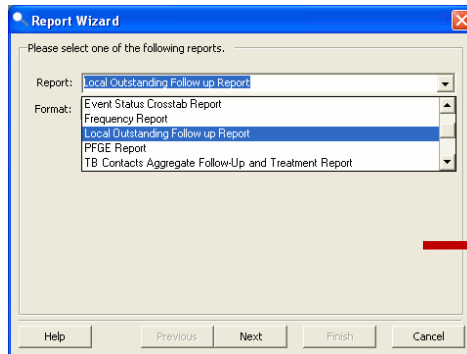 Report Wizard
Please select one of the following reports.
Report: Local Outstanding Follow up Report
Format:
Event Status Crosstab Report
Frequency Report
Local Outstanding Follow up Report
PFGE Report
TB Contacts Aggregate Follow-Up and Treatment Report
Help Previous Next Finish Cancel